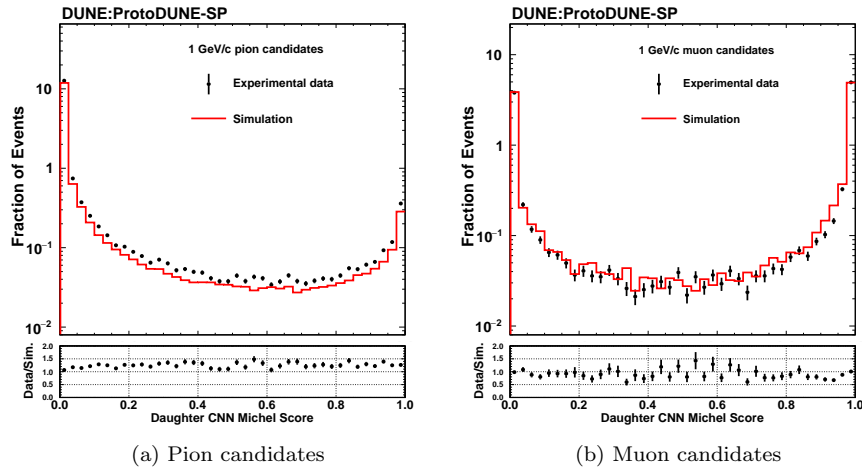 DUNE:ProtoDUNE-SP
1 GeV/c pion candidates
Experimental data
Simulation
Fraction of Events
10
1
10⁻¹
10⁻²
Data/Sim.
2.0
1.5
1.0
0.5
0.0
0.0 0.2 0.4 0.6 0.8 1.0
Daughter CNN Michel Score
(a) Pion candidates
DUNE:ProtoDUNE-SP
1 GeV/c muon candidates
Experimental data
Simulation
Fraction of Events
10
1
10⁻¹
10⁻²
Data/Sim.
2.0
1.5
1.0
0.5
0.0
0.0 0.2 0.4 0.6 0.8 1.0
Daughter CNN Michel Score
(b) Muon candidates